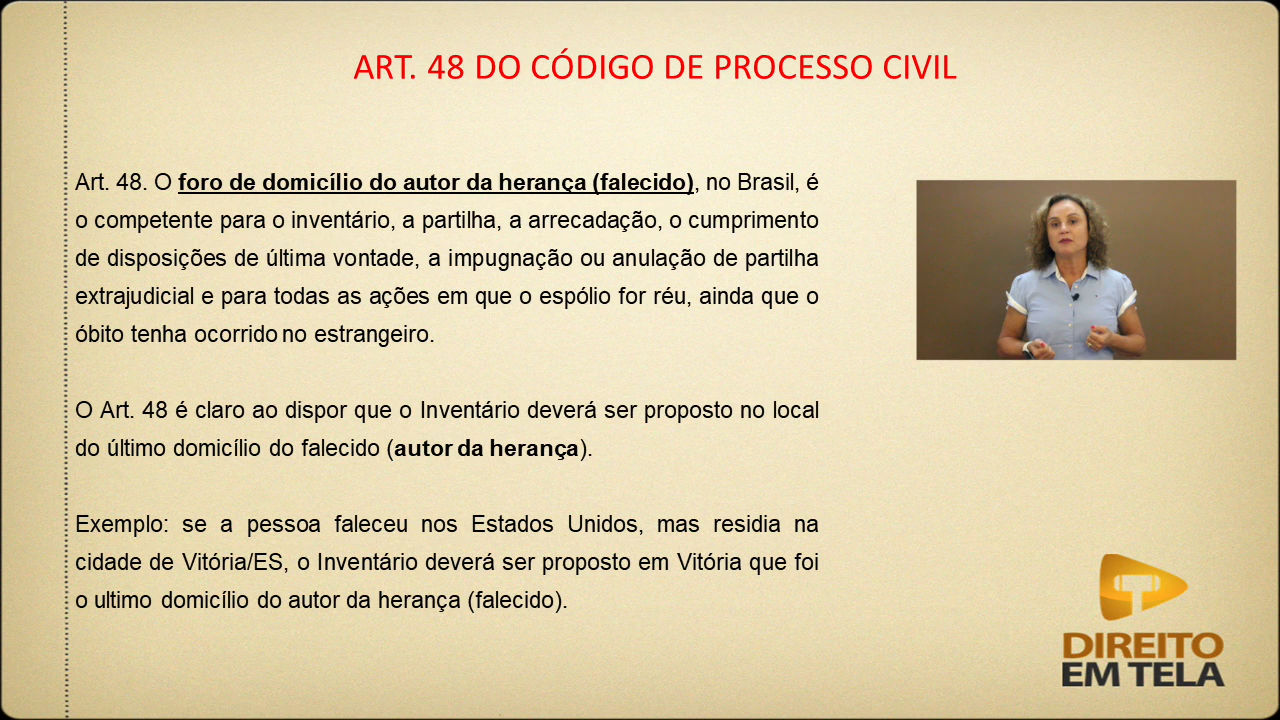 ART. 48 DO CÓDIGO DE PROCESSO CIVIL
Art. 48. O foro de domicílio do autor da herança (falecido), no Brasil, é
o competente para o inventário, a partilha, a arrecadação, o cumprimento
de disposições de última vontade, a impugnação ou anulação de partilha
extrajudicial e para todas as ações em que o espólio for réu, ainda que o
óbito tenha ocorrido no estrangeiro.
O Art. 48 é claro ao dispor que o Inventário deverá ser proposto no local
do último domicílio do falecido (autor da herança).
Exemplo: se a pessoa faleceu nos Estados Unidos, mas residia na
cidade de Vitória/ES, o Inventário deverá ser proposto em Vitória que foi
o ultimo domicílio do autor da herança (falecido).
DIREITO
EM TELA